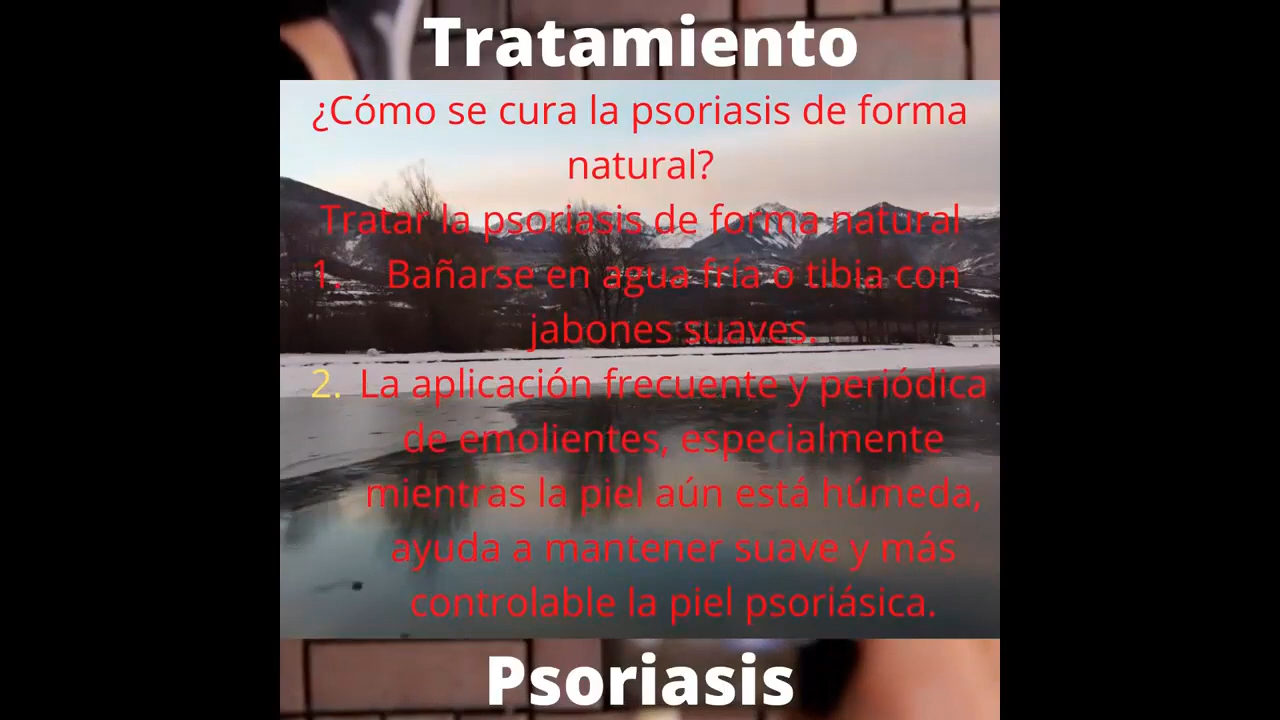 Tratamiento
¿Cómo se cura la psoriasis de forma
natural?
Tratar la psoriasis de forma natural
1. Bañarse en agua fría o tibia con
jabones suaves.
2. La aplicación frecuente y periódica
de emolientes, especialmente
mientras la piel aún está húmeda,
ayuda a mantener suave y más
controlable la piel psoriásica.
Psoriasis